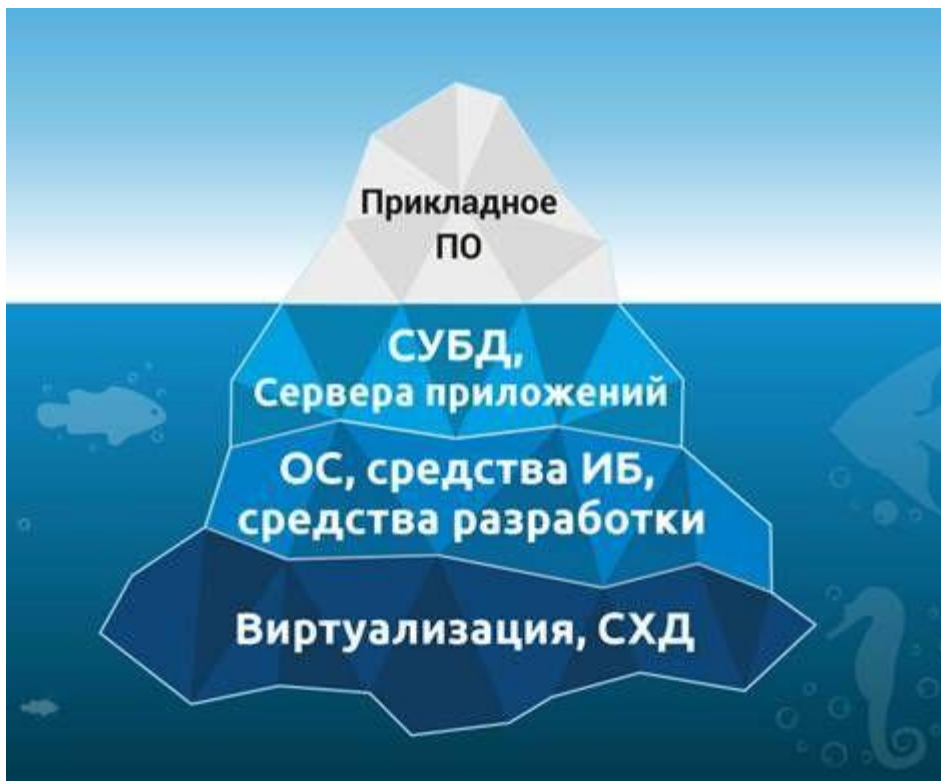 Прикладное
ПО
СУБД,
Сервера приложений
ОС, средства ИБ,
средства разработки
Виртуализация, СХД